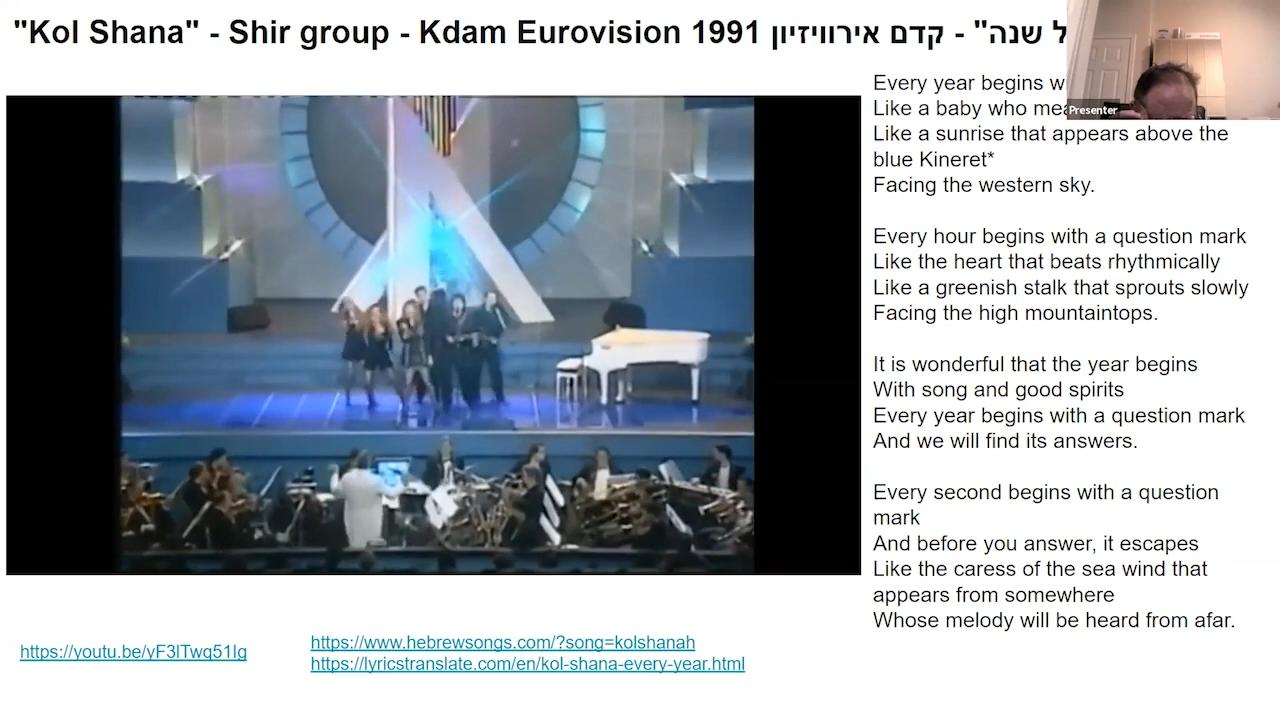 "Kol Shana" - Shir group - Kdam Eurovision 1991 שנה" - קדם אירוויזיון
Presenter
Every year begins
Like a baby who
Like a sunrise that appears above the
blue Kineret*
Facing the western sky.
Every hour begins with a question mark
Like the heart that beats rhythmically
Like a greenish stalk that sprouts slowly
Facing the high mountaintops.
It is wonderful that the year begins
With song and good spirits
Every year begins with a question mark
And we will find its answers.
Every second begins with a question
mark
And before you answer, it escapes
Like the caress of the sea wind that
appears from somewhere
Whose melody will be heard from afar.
https://youtu.be/yF3lTwq51lg
https://www.hebrewsongs.com/?song=kolshanah
https://lyricstranslate.com/en/kol-shana-every-year.html